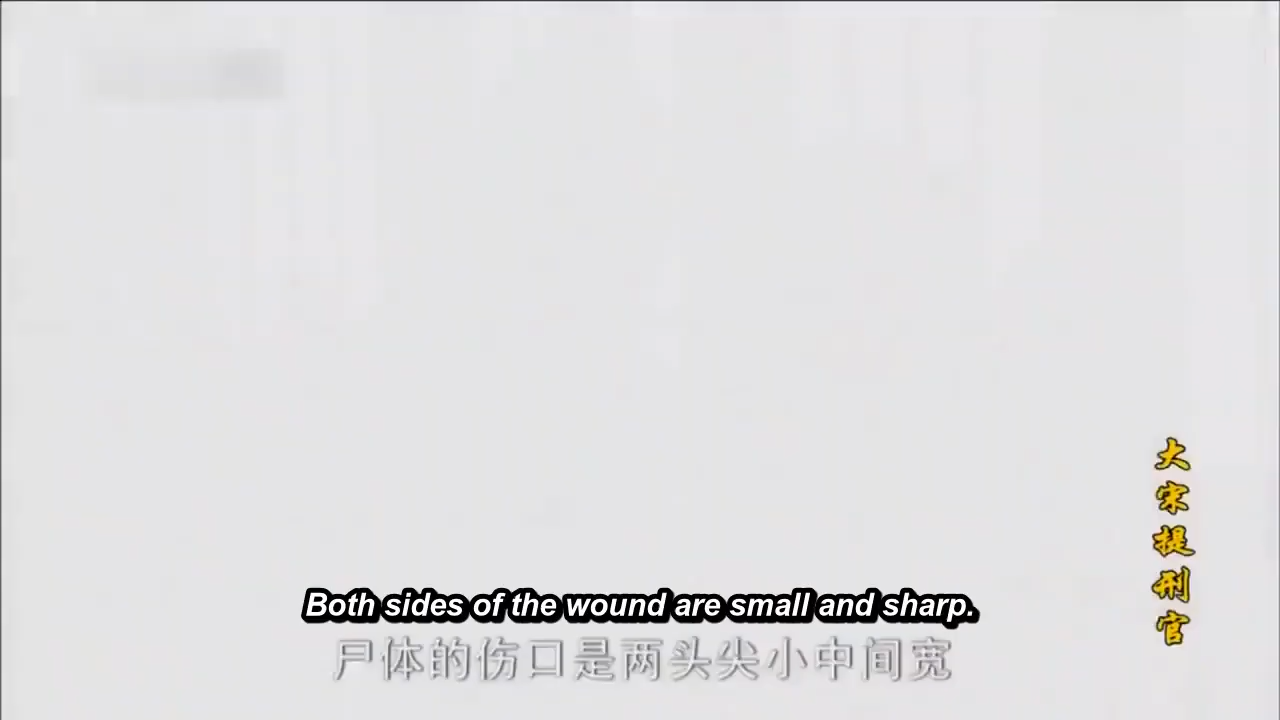 大宋提刑官
Both sides of the wound are small and sharp.
尸体的伤口是两头尖小中间宽